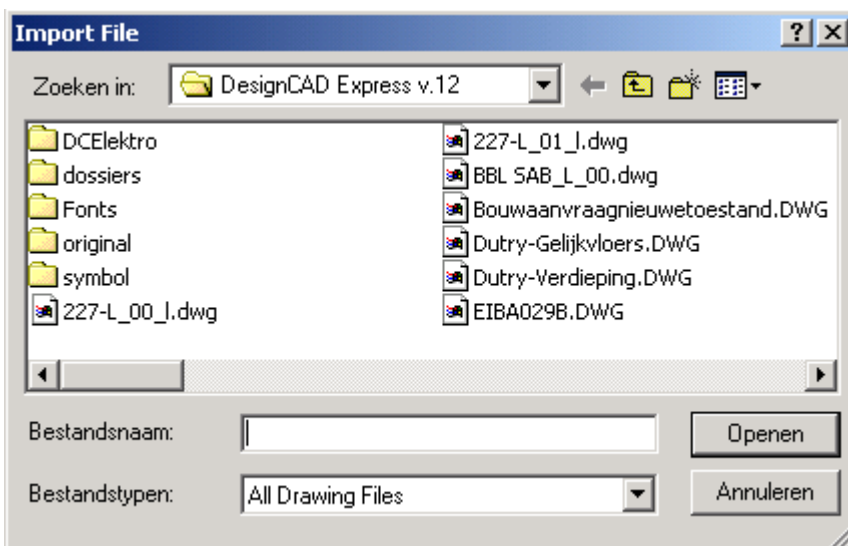 Import File
Zoeken in: DesignCAD Express v.12
DCElektro
dossiers
Fonts
original
symbol
227-L_00_l.dwg
227-L_01_l.dwg
BBL SAB_L_00.dwg
Bouwaanvraagnieuwetoestand.DWG
Dutry-Gelijkvloers.DWG
Dutry-Verdieping.DWG
EIBA029B.DWG
Bestandsnaam:
Openen
Bestandstypen: All Drawing Files
Annuleren